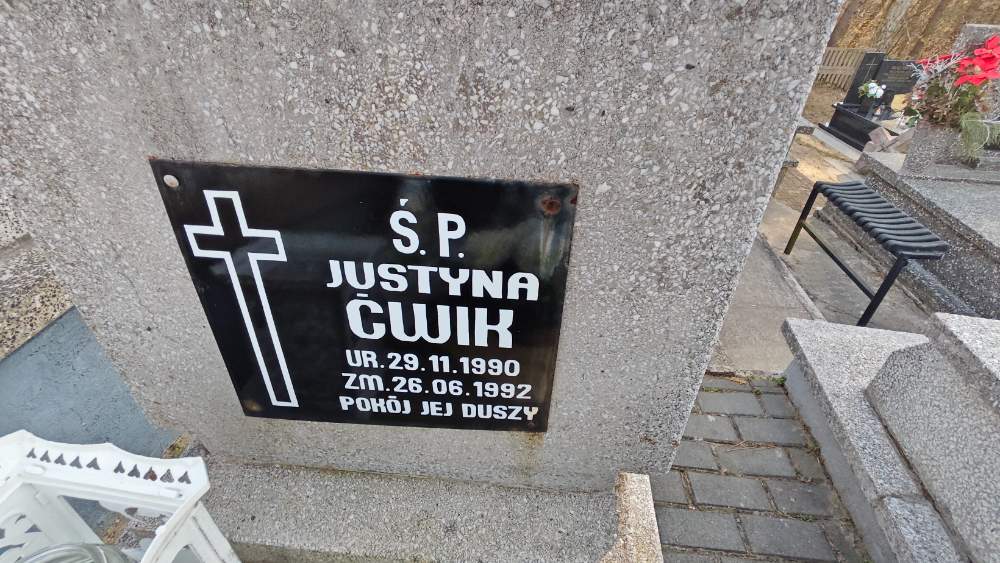 Ś. P.
JUSTYNA
ĆWIK
UR. 29. 11. 1990
ZM. 26. 06. 1992
POKÓJ JEJ DUSZY